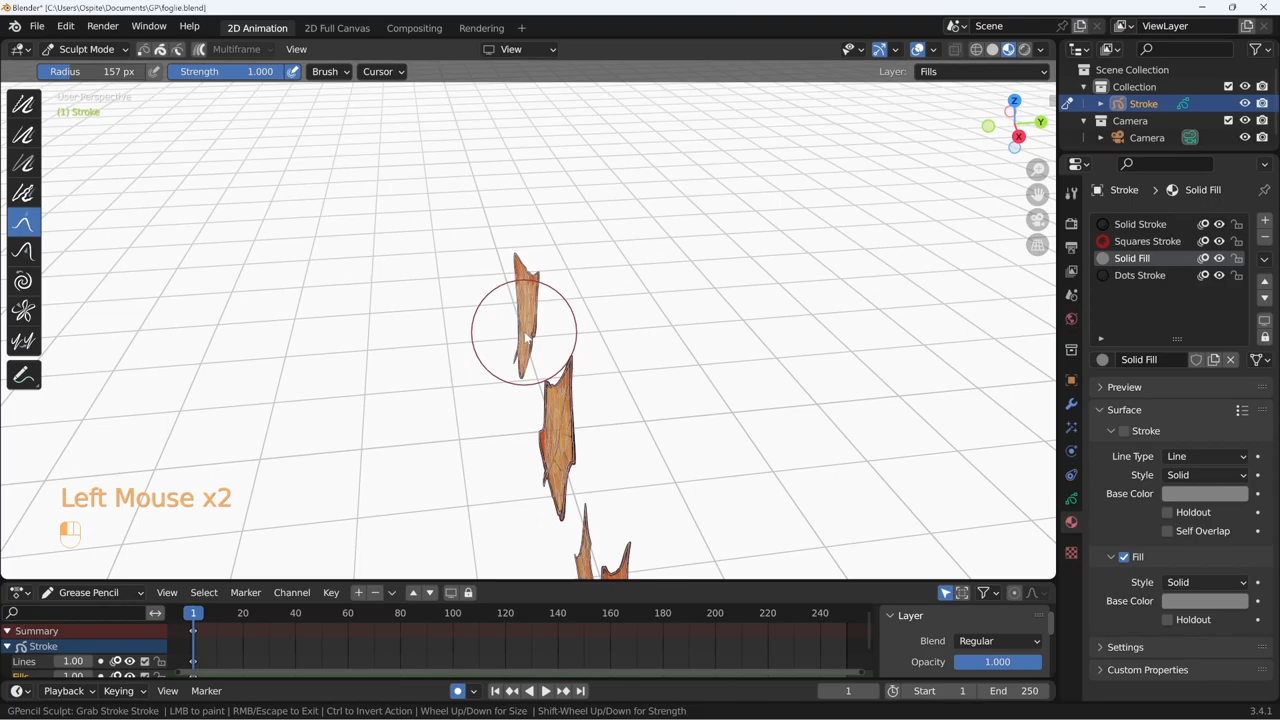 Blender* [C:\Users\Ospite\Documents\GP\foglie.blend]
File Edit Render Window Help 2D Animation 2D Full Canvas Compositing Rendering + Scene ViewLayer
Sculpt Mode Multiframe View View
Radius 157 px Strength 1.000 Brush Cursor Layer: Fills
User Perspective
(1) Stroke
Z
Y
X
Left Mouse x2
Scene Collection
Collection
Stroke
Camera
Camera
Stroke > Solid Fill
Solid Stroke
Squares Stroke
Solid Fill
Dots Stroke
Solid Fill
Preview
Surface
Stroke
Line Type Line
Style Solid
Base Color
Holdout
Self Overlap
Fill
Style Solid
Base Color
Holdout
Settings
Custom Properties
Grease Pencil View Select Marker Channel Key
1 20 40 60 80 100 120 140 160 180 200 220 240
Summary
Stroke
Lines 1.00
Fills 1.00
Layer
Blend Regular
Opacity 1.000
Playback Keying View Marker 1 Start 1 End 250
GPencil Sculpt: Grab Stroke Stroke | LMB to paint | RMB/Escape to Exit | Ctrl to Invert Action | Wheel Up/Down for Size | Shift-Wheel Up/Down for Strength 3.4.1